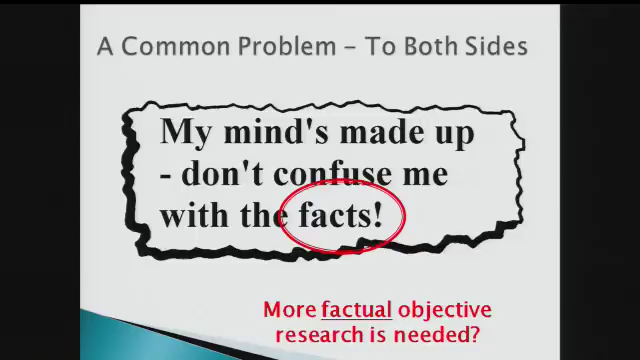 A Common Problem – To Both Sides
My mind's made up
- don't confuse me
with the facts!
More factual objective
research is needed?